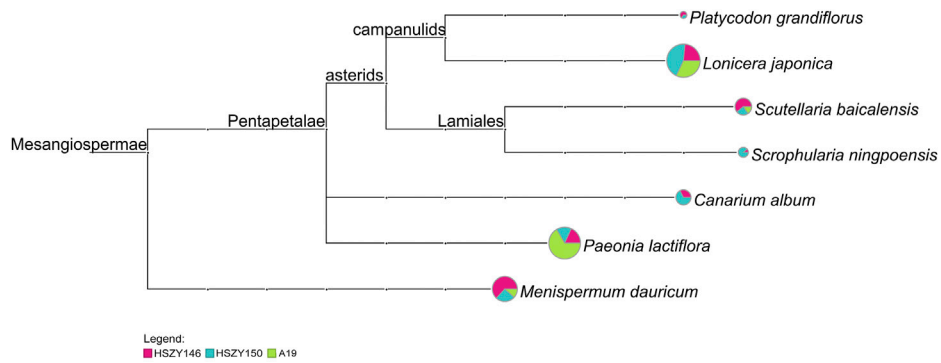 campanulids
Platycodon grandiflorus
Lonicera japonica
asterids
Scutellaria baicalensis
Pentapetalae
Lamiales
Mesangiospermae
Scrophularia ningpoensis
Canarium album
Paeonia lactiflora
Menispermum dauricum
Legend:
HSZY146 HSZY150 A19